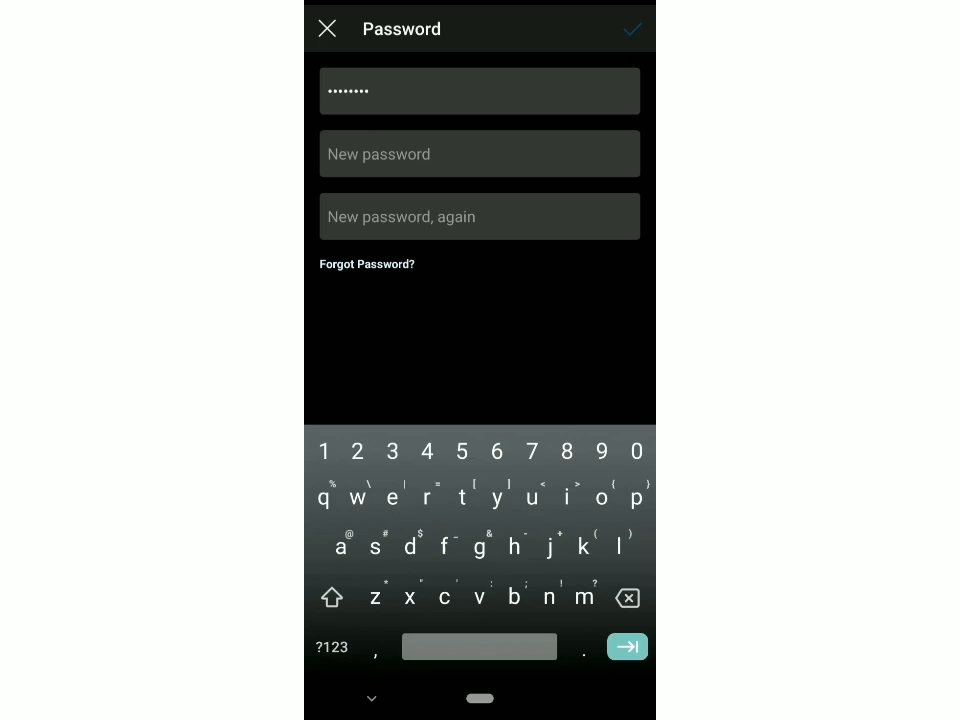 Password
••••••••
New password
New password, again
Forgot Password?
1 2 3 4 5 6 7 8 9 0
% \ | = [ ] < > { }
q w e r t y u i o p
@ # $ _ & - + ( )
a s d f g h j k l
* " ' : ; ! ?
z x c v b n m
?123 , .